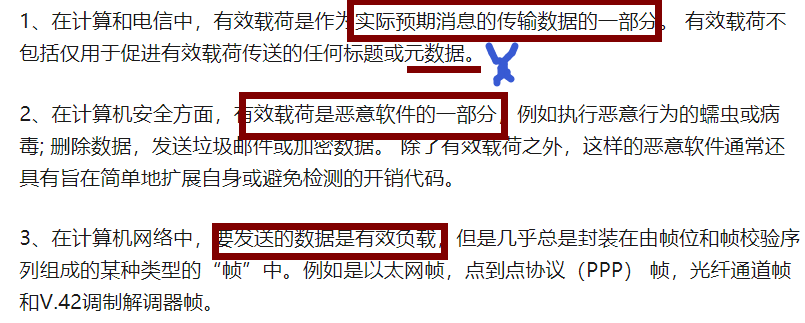 1、在计算和电信中，有效载荷是作为实际预期消息的传输数据的一部分。 有效载荷不
包括仅用于促进有效载荷传送的任何标题或元数据。
2、在计算机安全方面，有效载荷是恶意软件的一部分，例如执行恶意行为的蠕虫或病
毒; 删除数据，发送垃圾邮件或加密数据。 除了有效载荷之外，这样的恶意软件通常还
具有旨在简单地扩展自身或避免检测的开销代码。
3、在计算机网络中，要发送的数据是有效负载，但是几乎总是封装在由帧位和帧校验序
列组成的某种类型的“帧”中。例如是以太网帧，点到点协议（PPP） 帧，光纤通道帧
和V.42调制解调器帧。